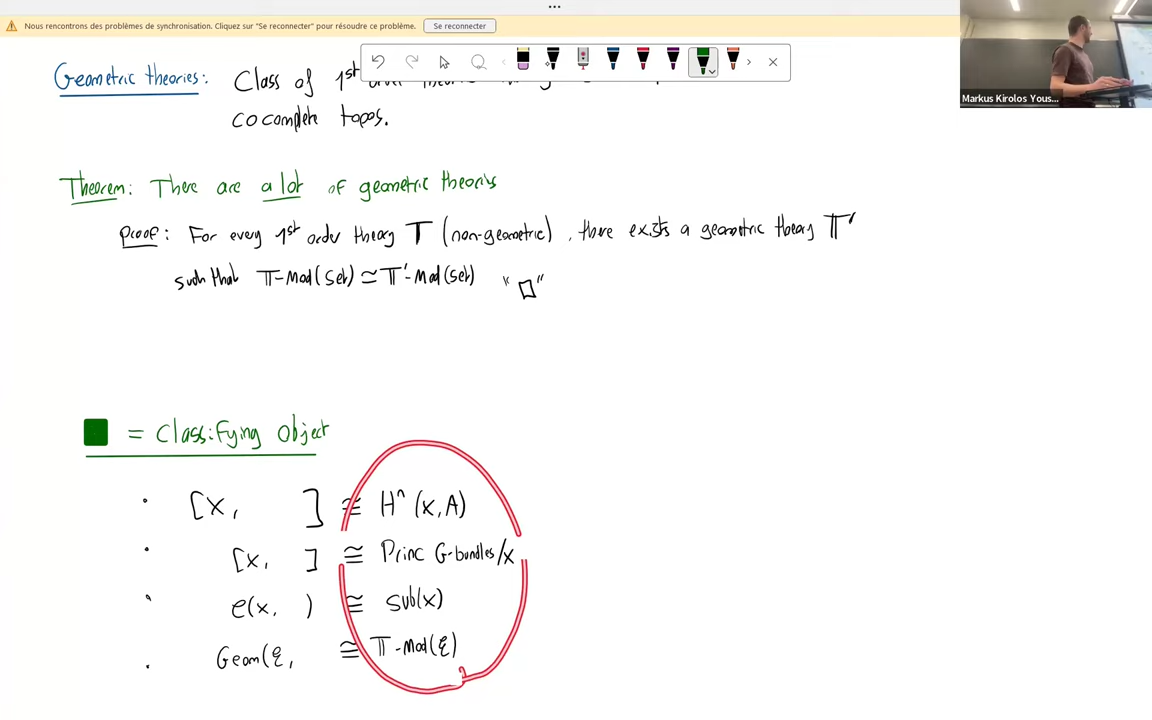 Nous rencontrons des problèmes de synchronisation. Cliquez sur "Se reconnecter" pour résoudre ce problème. Se reconnecter
Markus Kirolos Yous...
Geometric theories: Class of 1st
cocomplete topos.
Theorem: There are a lot of geometric theories
Proof: For every 1st order theory T (non-geometric), there exists a geometric theory 𝕋'
such that 𝕋-Mod(Set) ≃ 𝕋'-Mod(Set) "□"
= Classifying Object
• [X, ] ≅ Hⁿ(X,A)
• [X, ] ≅ Princ G-bundles/X
• e(X, ) ≅ Sub(X)
• Geom(ξ, ≅ 𝕋-Mod(ξ)